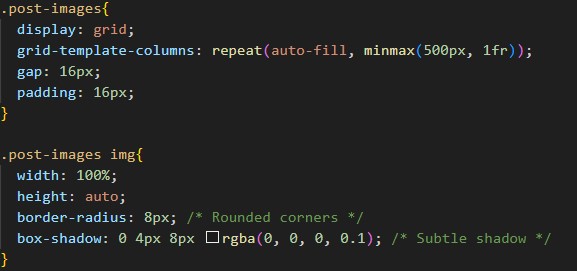 .post-images{
display: grid;
grid-template-columns: repeat(auto-fill, minmax(500px, 1fr));
gap: 16px;
padding: 16px;
}
.post-images img{
width: 100%;
height: auto;
border-radius: 8px; /* Rounded corners */
box-shadow: 0 4px 8px rgba(0, 0, 0, 0.1); /* Subtle shadow */
}